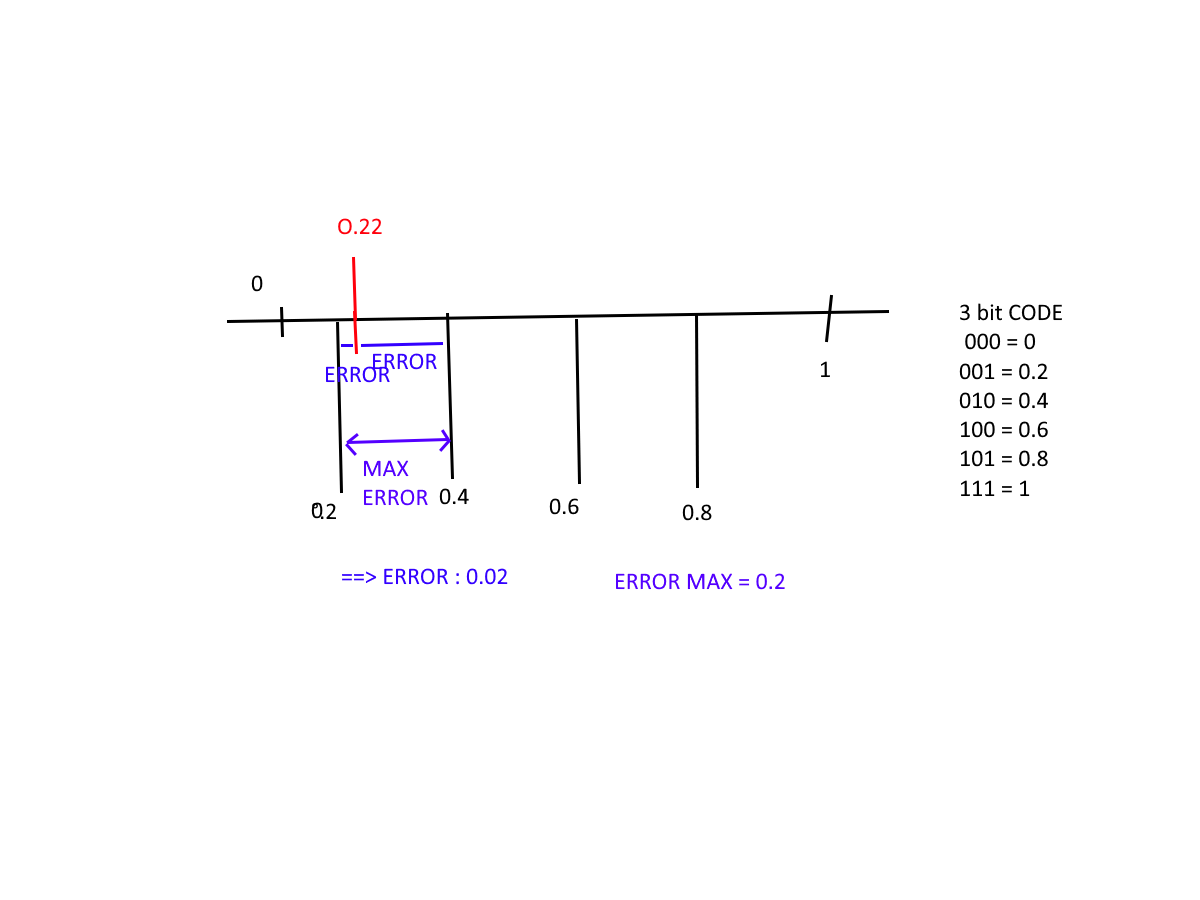 O.22
0
3 bit CODE
000 = 0
001 = 0.2
010 = 0.4
100 = 0.6
101 = 0.8
111 = 1
ERROR
ERROR
1
MAX
ERROR
0.2
0.4
0.6
0.8
==> ERROR : 0.02
ERROR MAX = 0.2